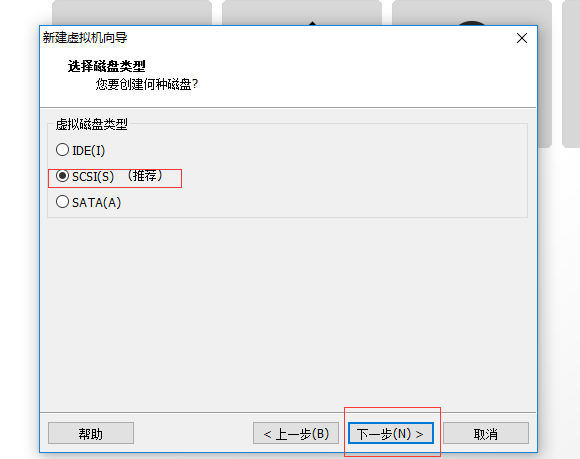 新建虚拟机向导
选择磁盘类型
您要创建何种磁盘?
虚拟磁盘类型
IDE(I)
SCSI(S) （推荐）
SATA(A)
帮助 < 上一步(B) 下一步(N) > 取消